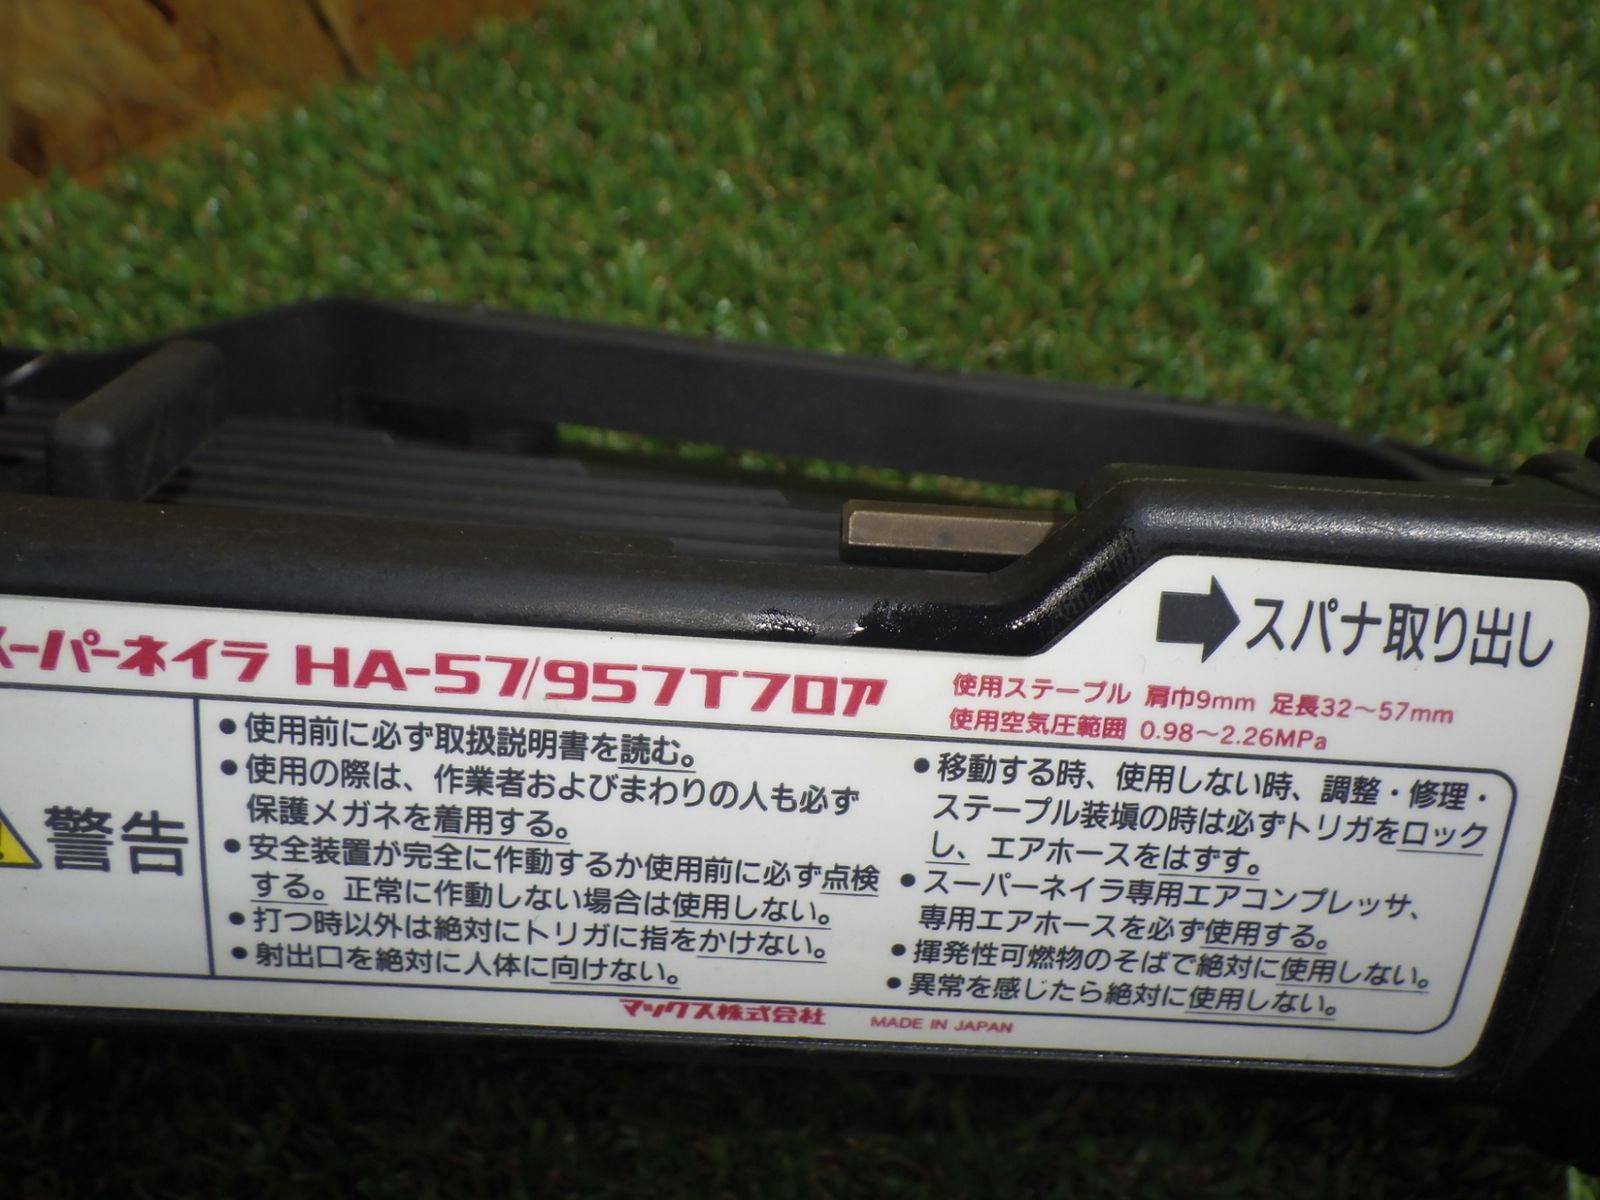 スパナ取り出し
スーパーネイラ HA-57/957Tフロア
使用ステープル 肩巾9mm 足長32～57mm
使用空気圧範囲 0.98～2.26MPa
警告
●使用前に必ず取扱説明書を読む。
●使用の際は、作業者およびまわりの人も必ず
保護メガネを着用する。
●安全装置が完全に作動するか使用前に必ず点検
する。正常に作動しない場合は使用しない。
●打つ時以外は絶対にトリガに指をかけない。
●射出口を絶対に人体に向けない。
●移動する時、使用しない時、調整・修理・
ステープル装填の時は必ずトリガをロック
し、エアホースをはずす。
●スーパーネイラ専用エアコンプレッサ、
専用エアホースを必ず使用する。
●揮発性可燃物のそばで絶対に使用しない。
●異常を感じたら絶対に使用しない。
マックス株式会社 MADE IN JAPAN